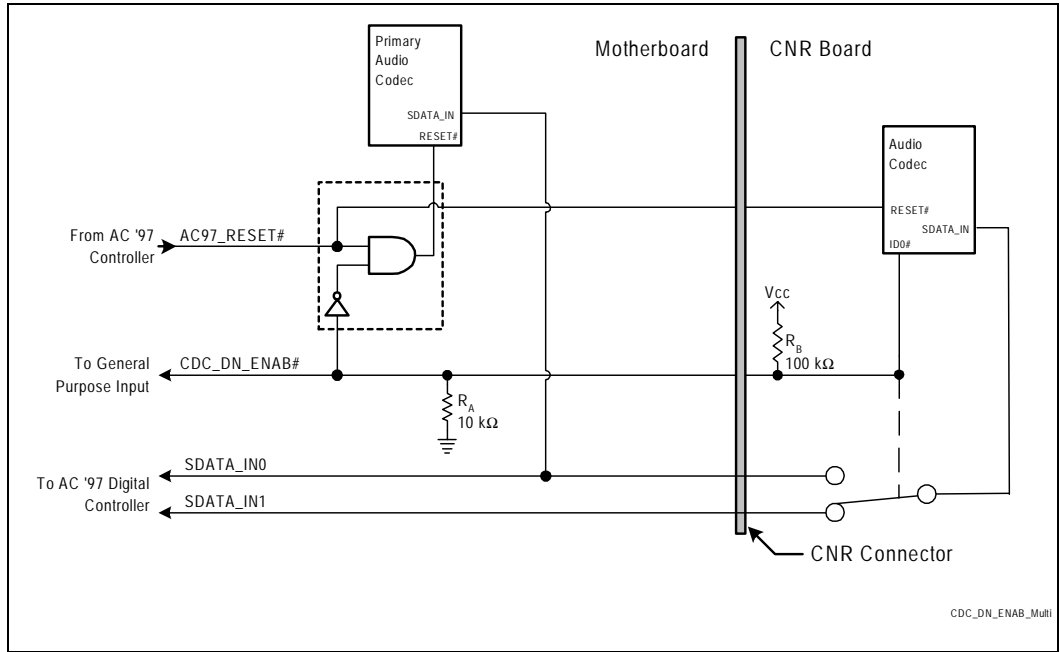 Primary
Audio
Codec
SDATA_IN
RESET#
Motherboard
CNR Board
Audio
Codec
RESET#
SDATA_IN
ID0#
From AC '97
Controller
AC97_RESET#
Vcc
R_B
100 kΩ
To General
Purpose Input
CDC_DN_ENAB#
R_A
10 kΩ
To AC '97 Digital
Controller
SDATA_IN0
SDATA_IN1
CNR Connector
CDC_DN_ENAB_Multi